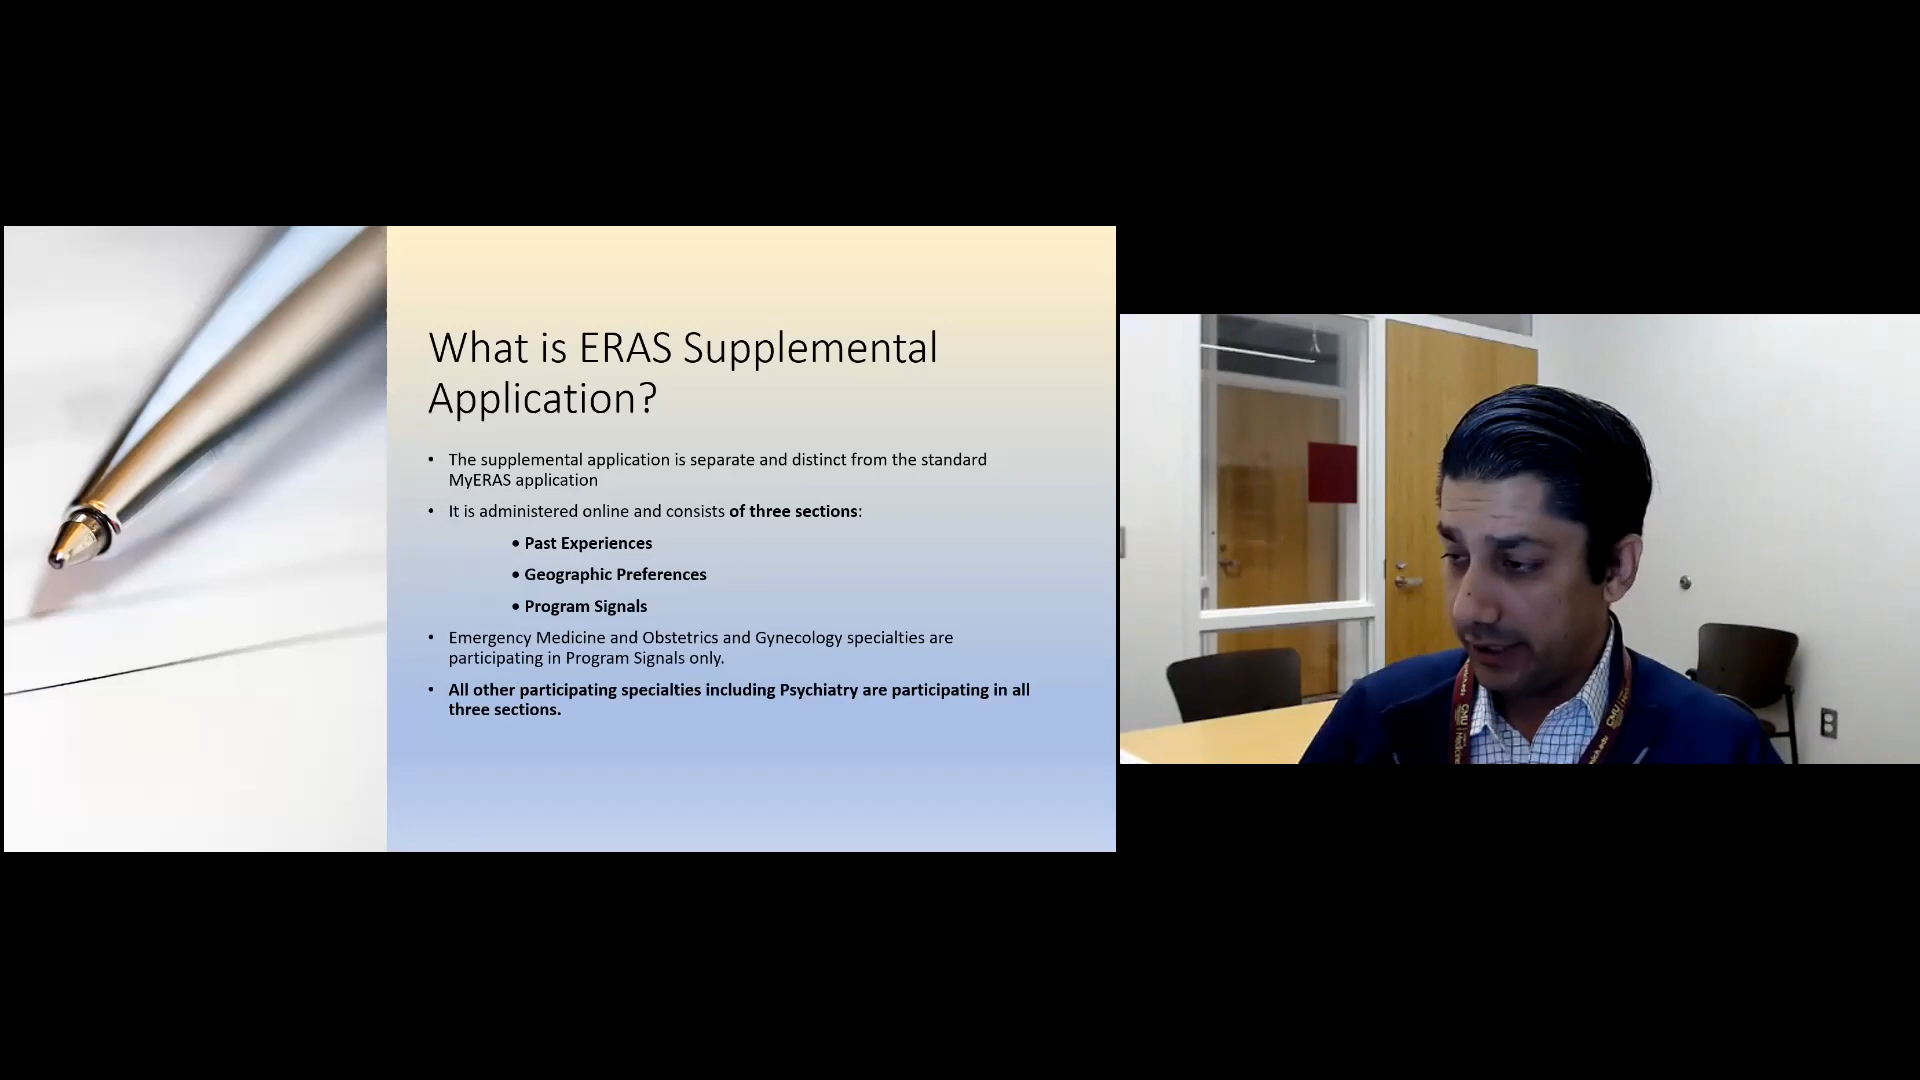 What is ERAS Supplemental
Application?
• The supplemental application is separate and distinct from the standard
MyERAS application
• It is administered online and consists of three sections:
• Past Experiences
• Geographic Preferences
• Program Signals
• Emergency Medicine and Obstetrics and Gynecology specialties are
participating in Program Signals only.
• All other participating specialties including Psychiatry are participating in all
three sections.
CMU
Medicine
CMU